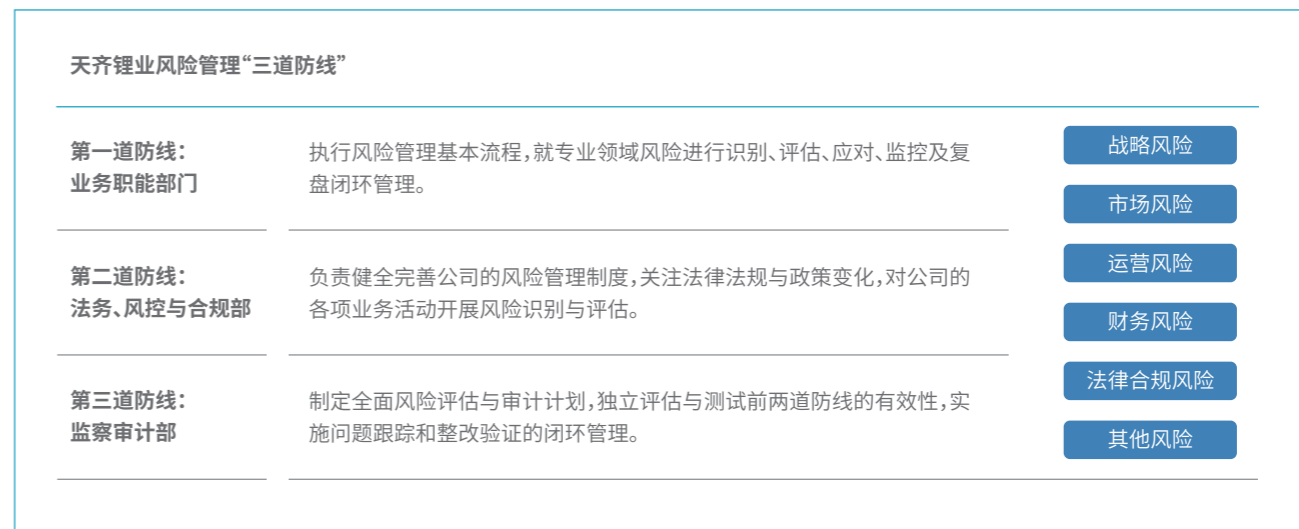 天齐锂业风险管理“三道防线”
第一道防线：
业务职能部门
执行风险管理基本流程，就专业领域风险进行识别、评估、应对、监控及复
盘闭环管理。
第二道防线：
法务、风控与合规部
负责健全完善公司的风险管理制度，关注法律法规与政策变化，对公司的
各项业务活动开展风险识别与评估。
第三道防线：
监察审计部
制定全面风险评估与审计计划，独立评估与测试前两道防线的有效性，实
施问题跟踪和整改验证的闭环管理。
战略风险
市场风险
运营风险
财务风险
法律合规风险
其他风险